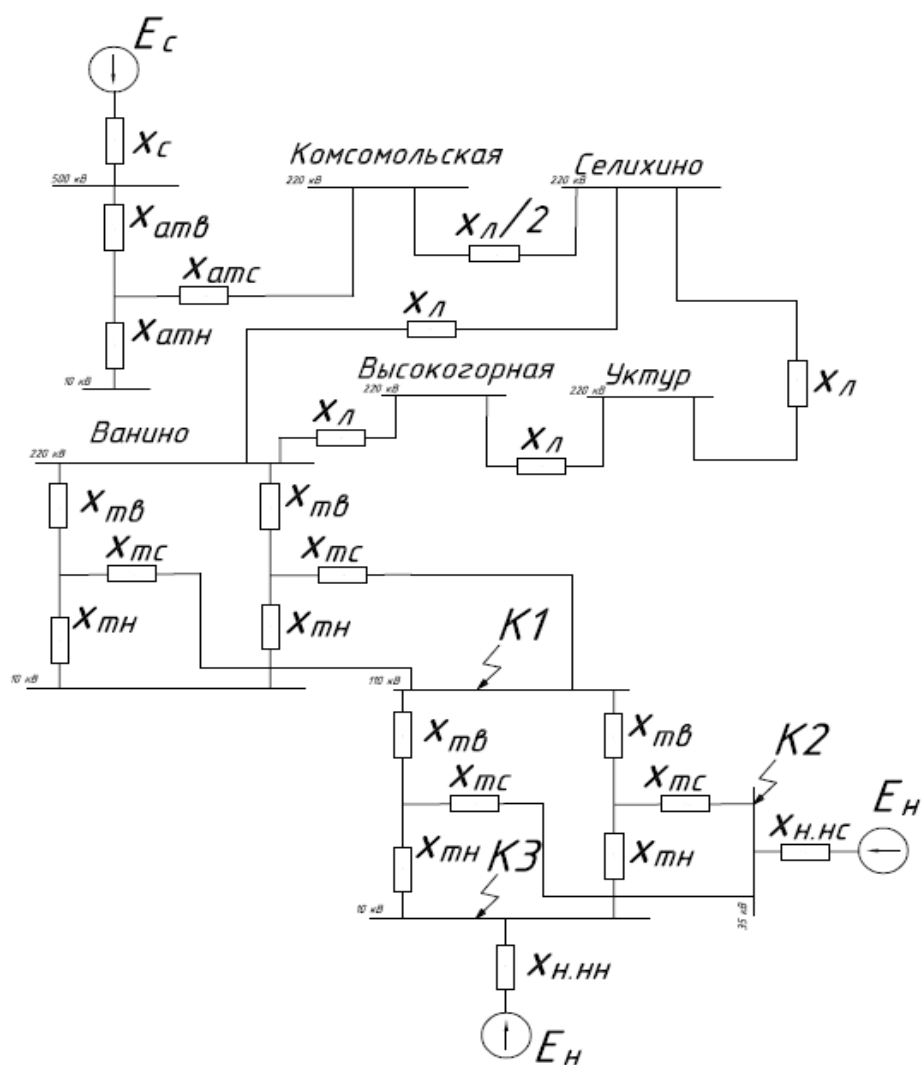 Eс
xс
500 кВ
xатв
xатс
xатн
10 кВ
Комсомольская
220 кВ
xл/2
Селихино
220 кВ
xл
xл
Высокогорная
220 кВ
Уктур
220 кВ
xл
xл
Ванино
220 кВ
xтв
xтв
xтс
xтс
xтн
xтн
10 кВ
K1
110 кВ
xтв
xтв
K2
xтс
xтс
Eн
xн.нс
xтн
K3
xтн
10 кВ
35 кВ
xн.нн
Eн